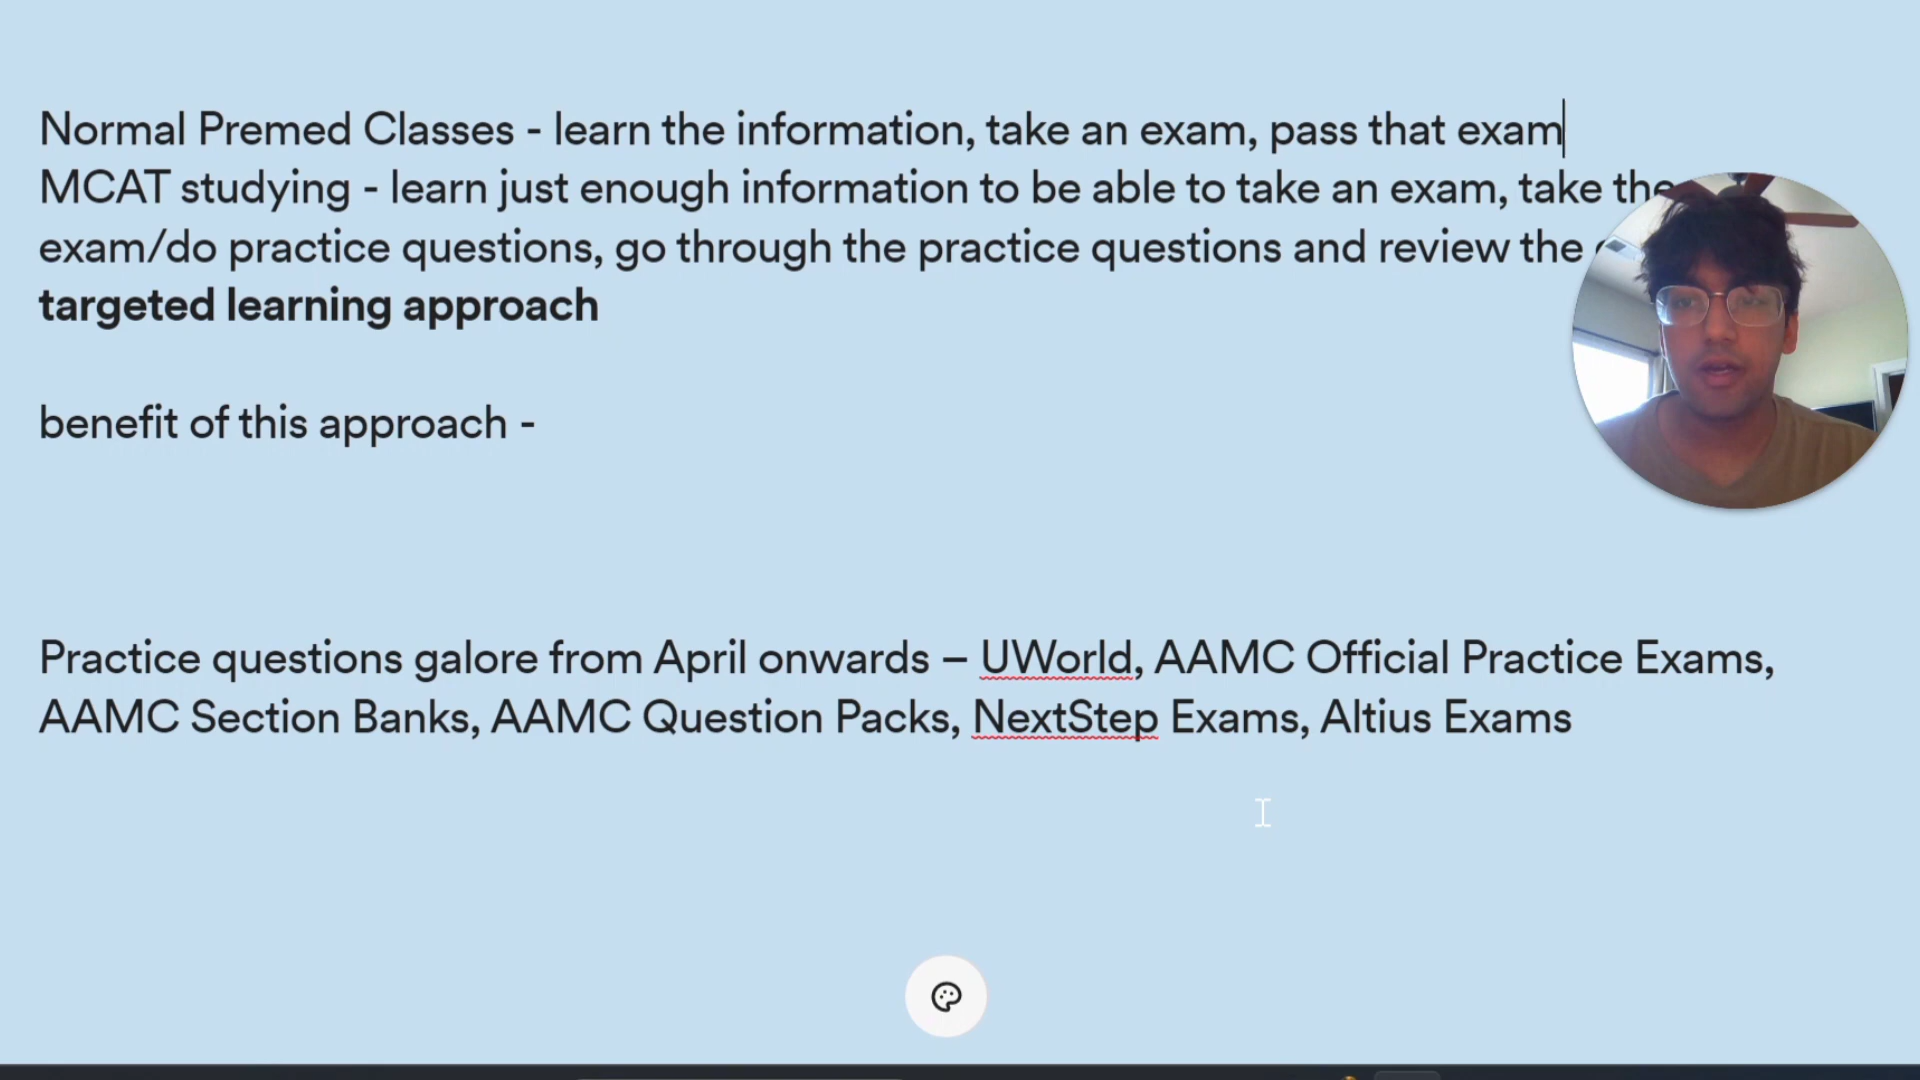 Normal Premed Classes - learn the information, take an exam, pass that exam
MCAT studying - learn just enough information to be able to take an exam, take the
exam/do practice questions, go through the practice questions and review the
targeted learning approach
benefit of this approach -
Practice questions galore from April onwards – UWorld, AAMC Official Practice Exams,
AAMC Section Banks, AAMC Question Packs, NextStep Exams, Altius Exams